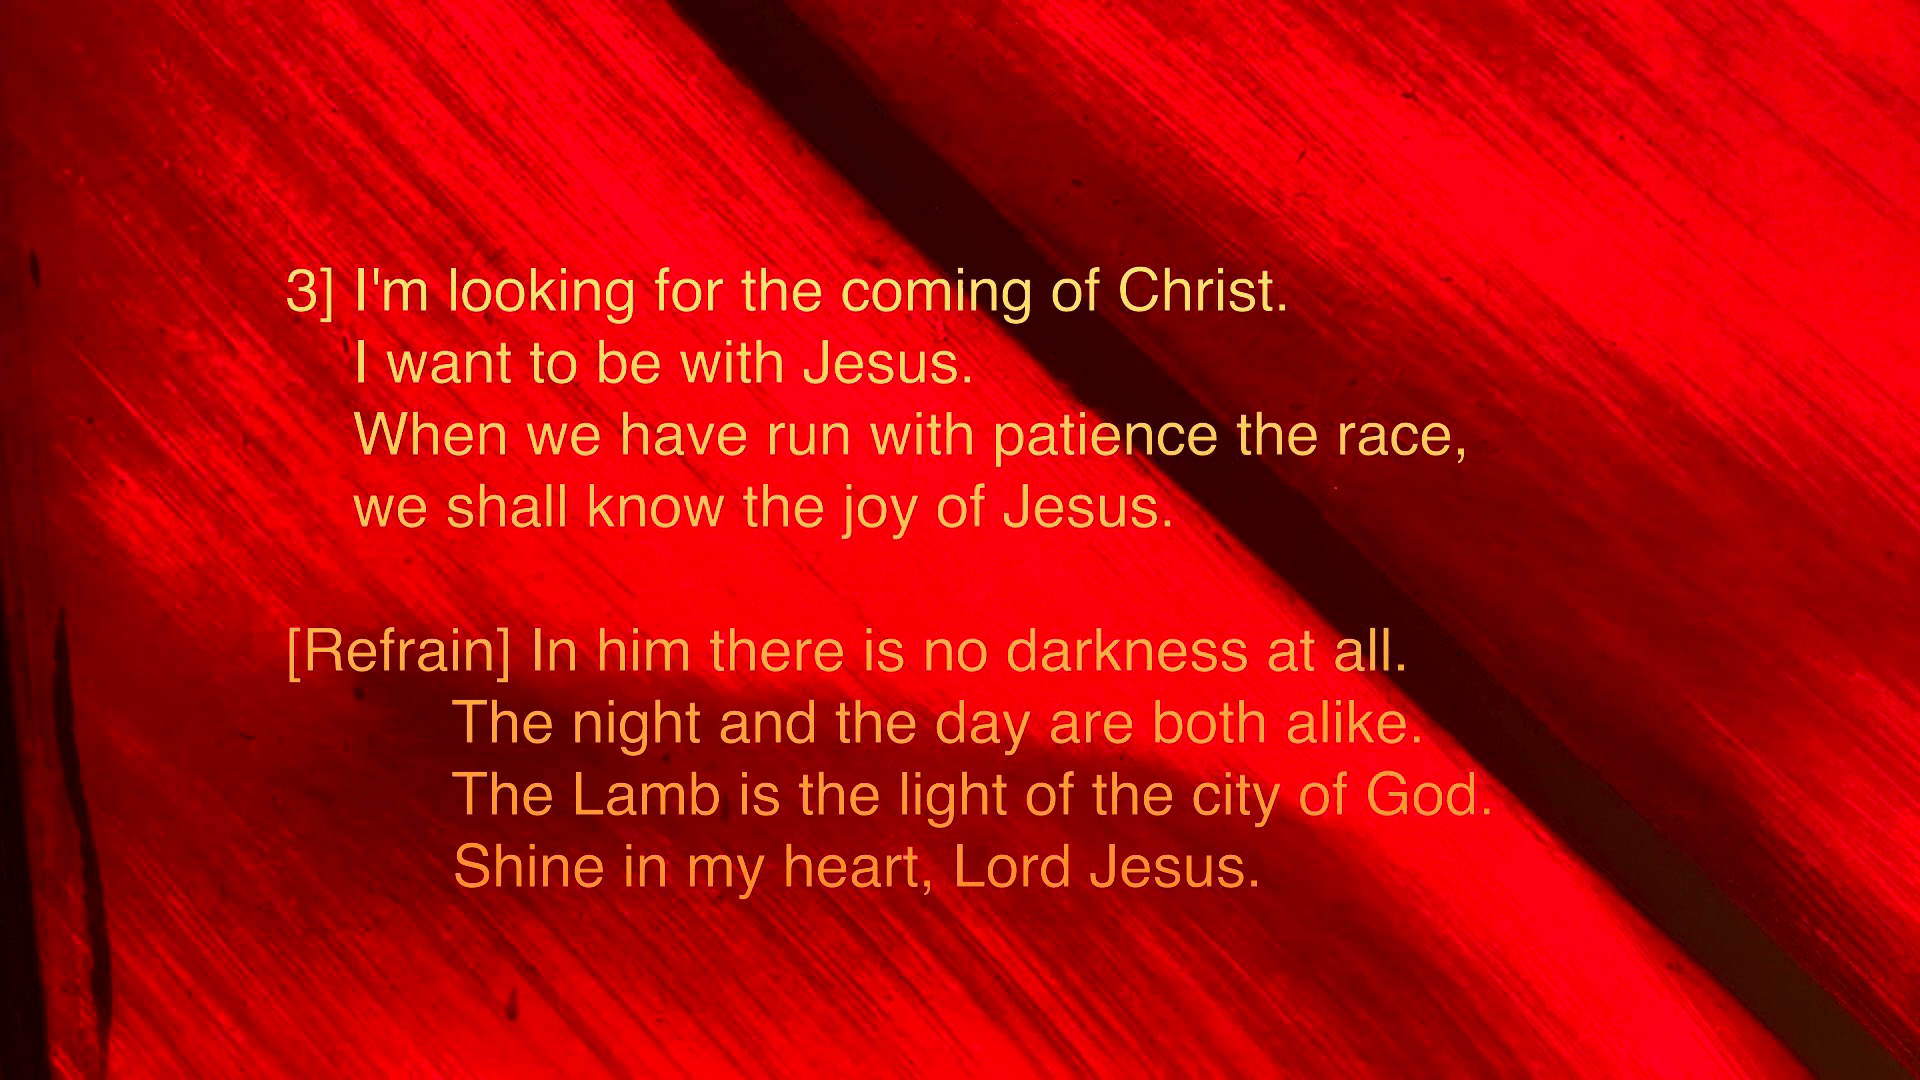 3] I'm looking for the coming of Christ.
I want to be with Jesus.
When we have run with patience the race,
we shall know the joy of Jesus.
[Refrain] In him there is no darkness at all.
The night and the day are both alike.
The Lamb is the light of the city of God.
Shine in my heart, Lord Jesus.